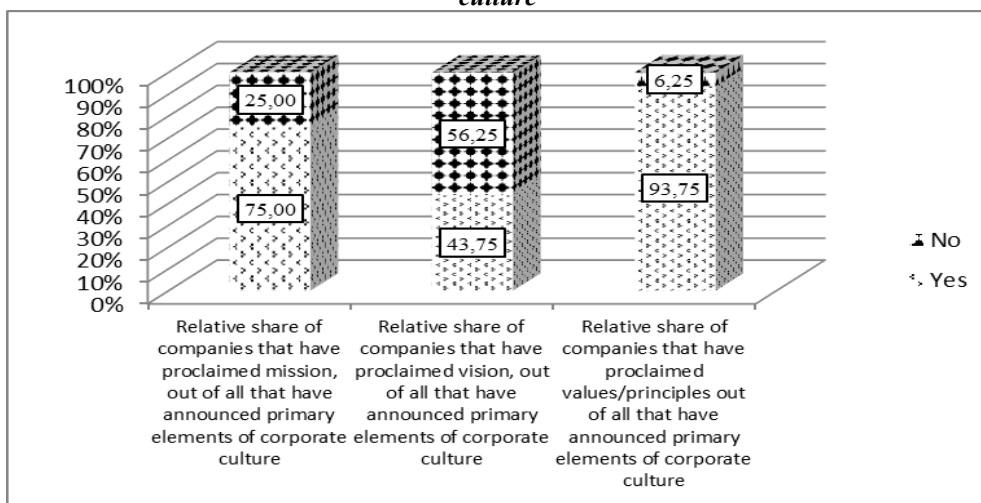 culture
100%
90%
80%
70%
60%
50%
40%
30%
20%
10%
0%
25,00
75,00
56,25
43,75
6,25
93,75
No
Yes
Relative share of
companies that have
proclaimed mission,
out of all that have
announced primary
elements of corporate
culture
Relative share of
companies that have
proclaimed vision, out
of all that have
announced primary
elements of corporate
culture
Relative share of
companies that have
proclaimed
values/principles out
of all that have
announced primary
elements of corporate
culture